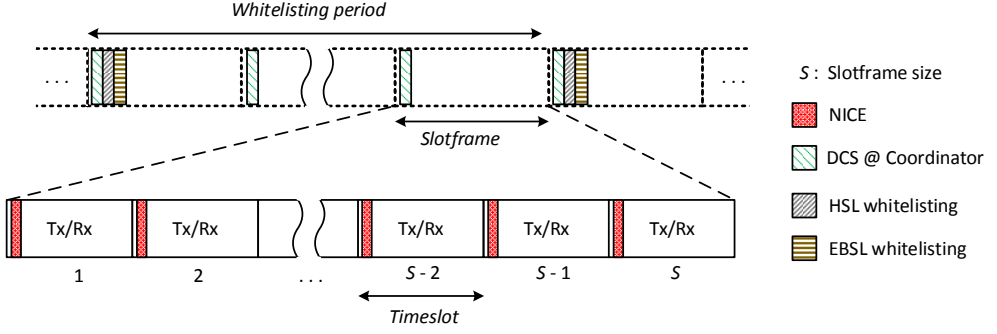 Whitelisting period
. . .
. . .
Slotframe
S : Slotframe size
NICE
DCS @ Coordinator
HSL whitelisting
EBSL whitelisting
Tx/Rx Tx/Rx Tx/Rx Tx/Rx Tx/Rx
1 2 . . . S - 2 S - 1 S
Timeslot